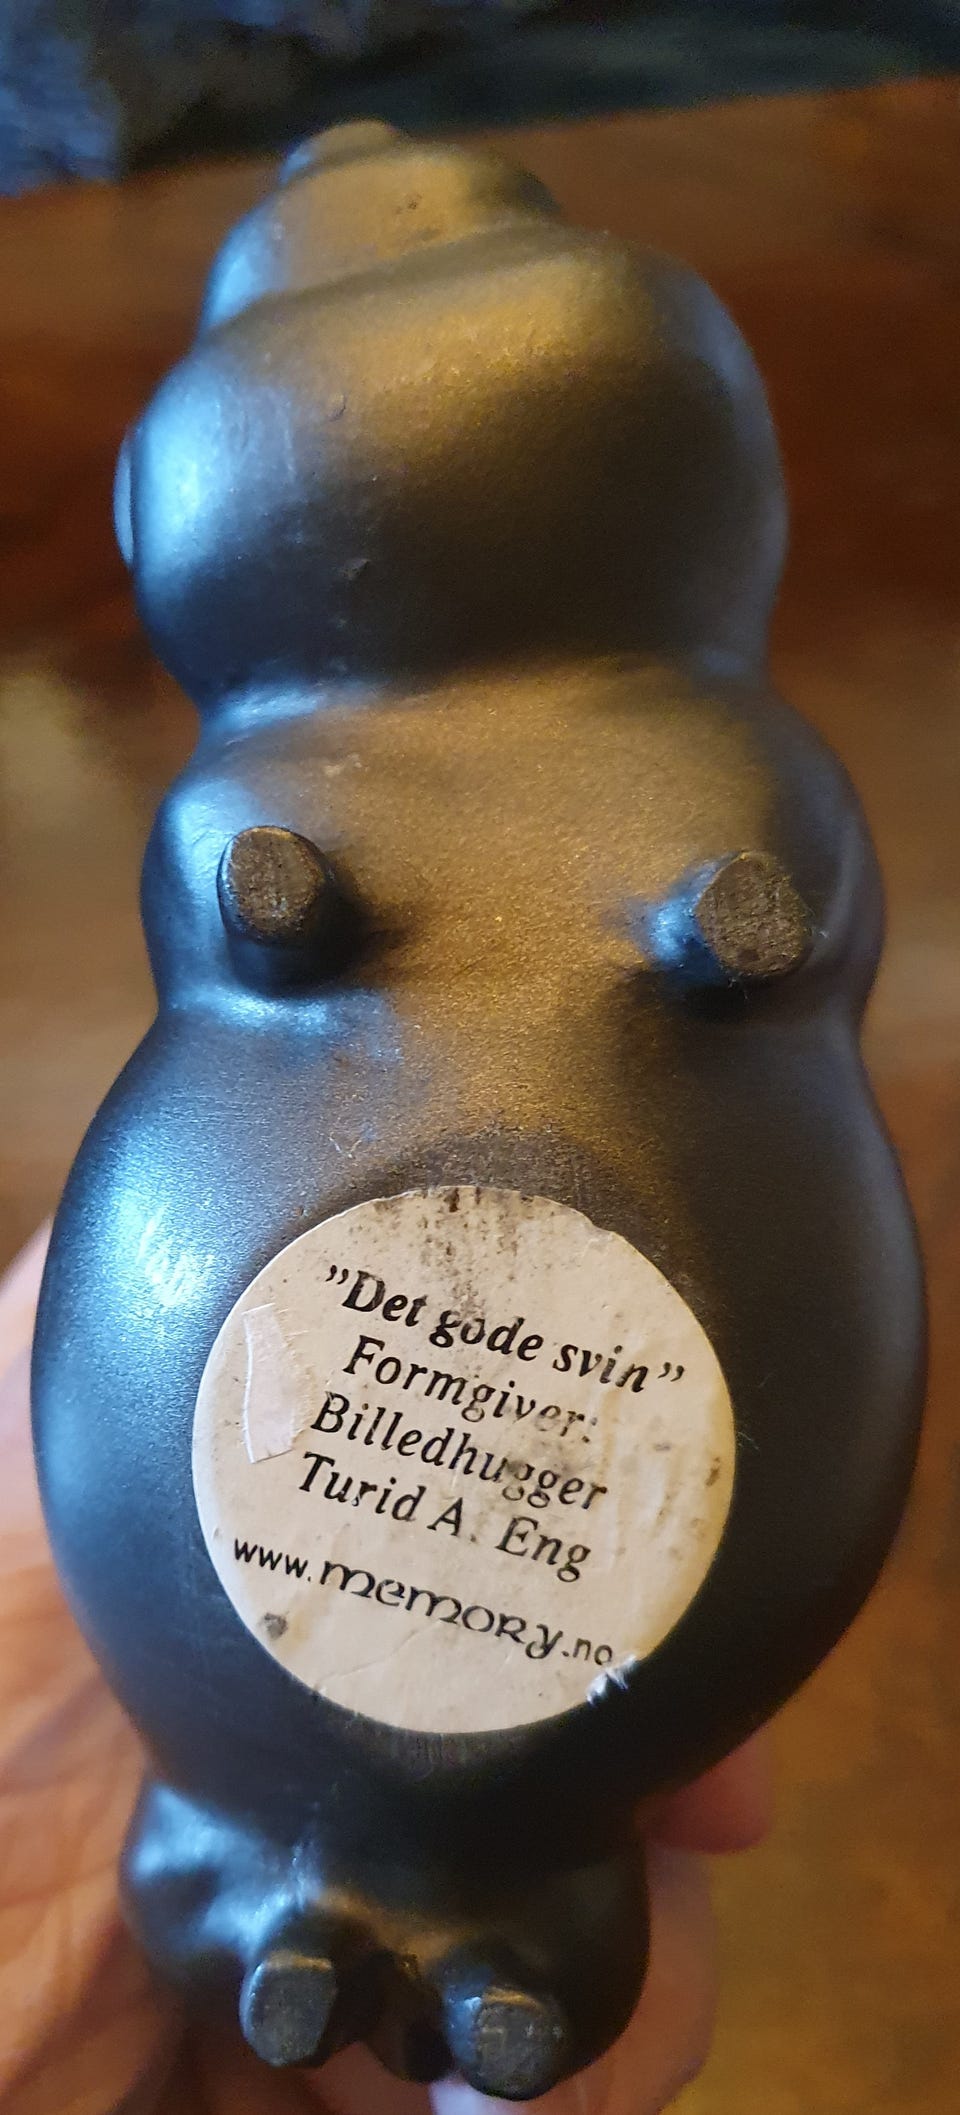 ”Det gode svin”
Formgiver:
Billedhugger
Turid A. Eng
www.memory.no